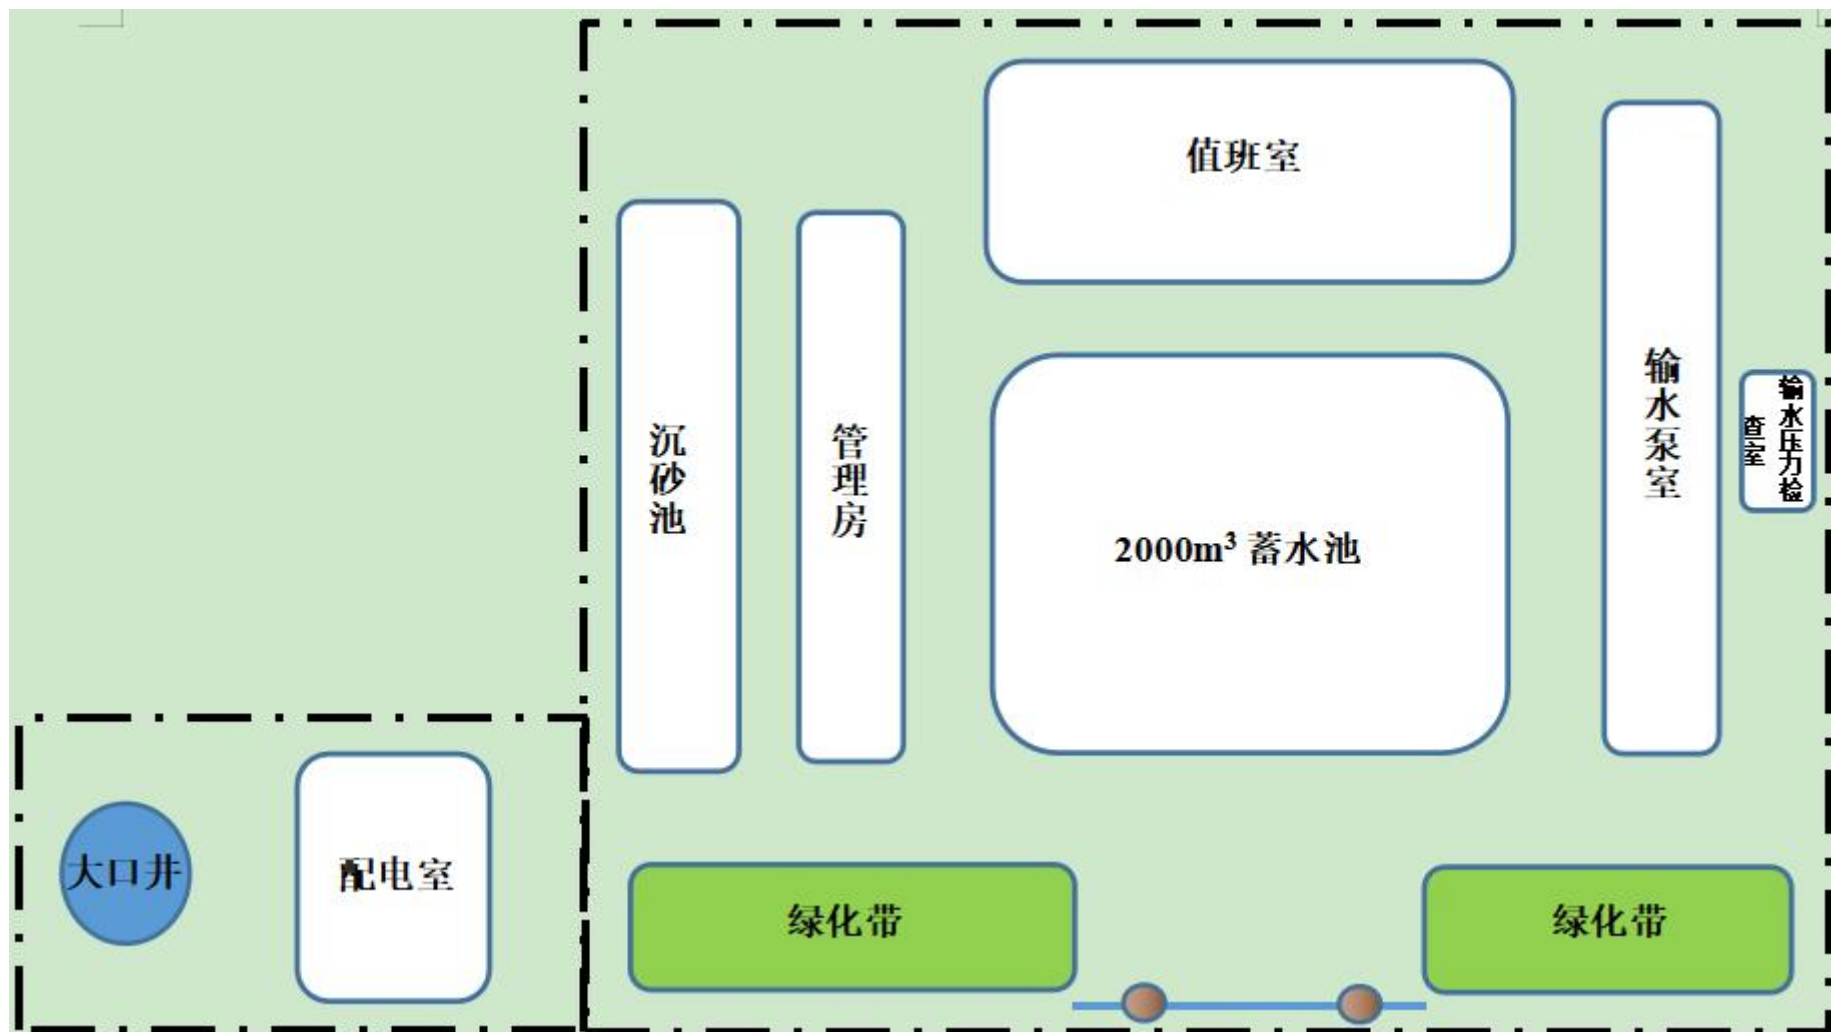 值班室
沉砂池
管理房
2000m³ 蓄水池
输水泵室
输水压力检
查室
大口井
配电室
绿化带
绿化带